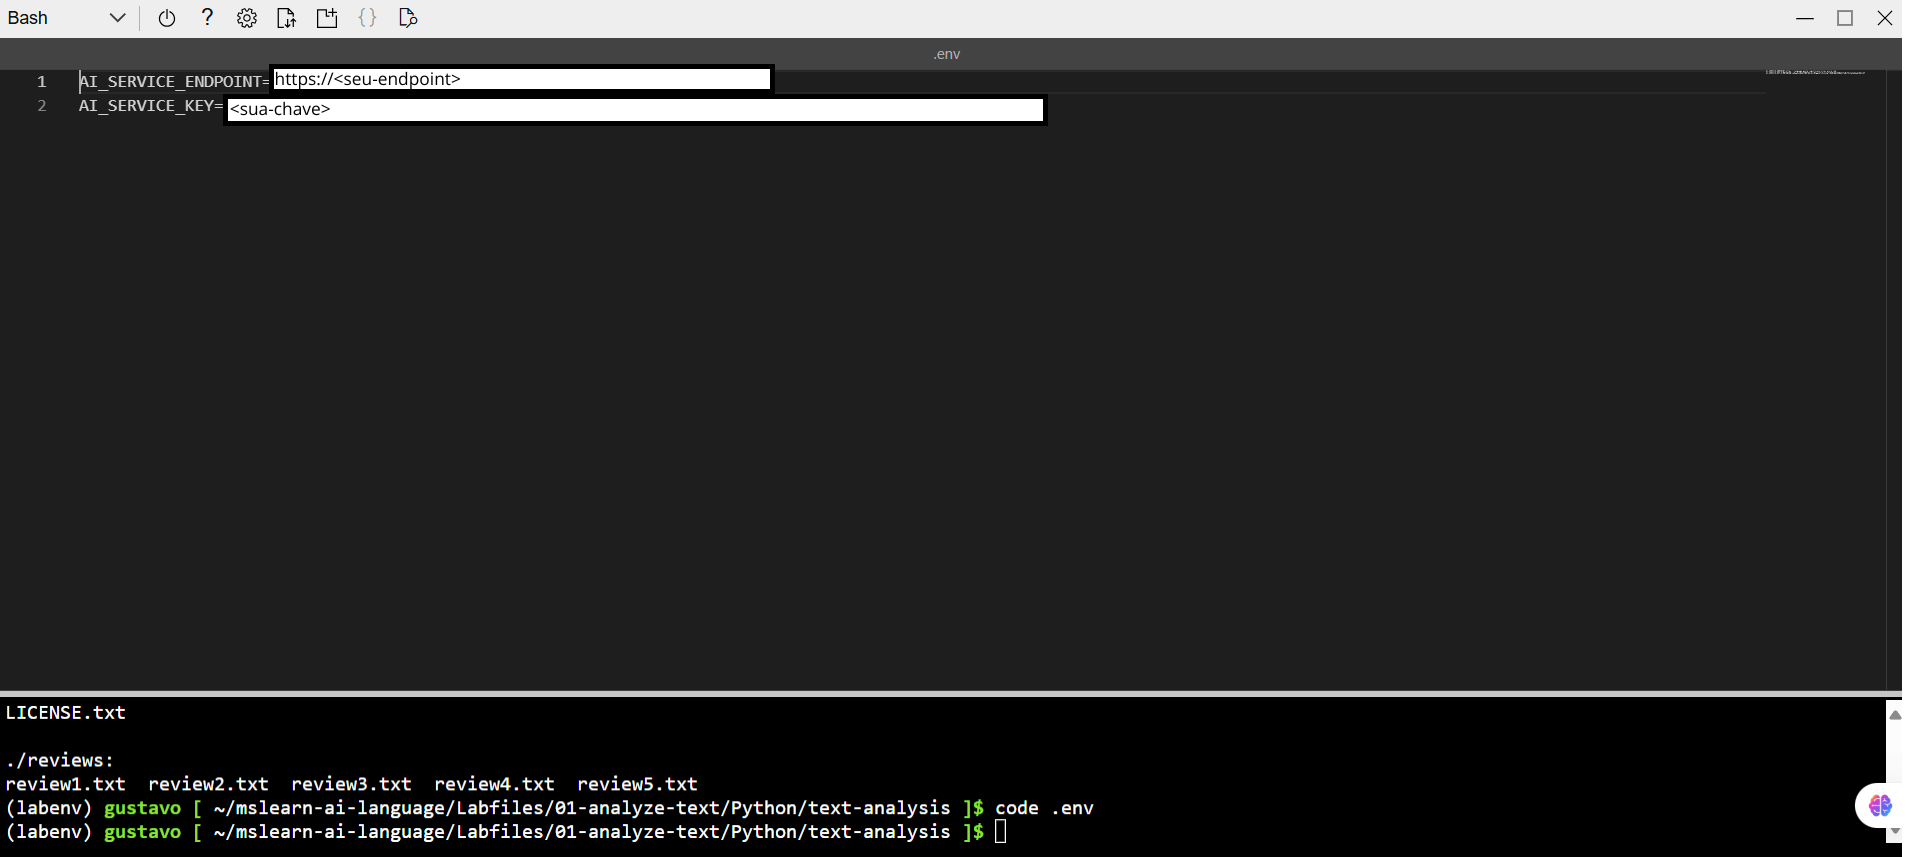 Bash
?
{}
.env
1 AI_SERVICE_ENDPOINT=https://<seu-endpoint>
2 AI_SERVICE_KEY=<sua-chave>
LICENSE.txt
./reviews:
review1.txt review2.txt review3.txt review4.txt review5.txt
(labenv) gustavo [ ~/mslearn-ai-language/Labfiles/01-analyze-text/Python/text-analysis ]$ code .env
(labenv) gustavo [ ~/mslearn-ai-language/Labfiles/01-analyze-text/Python/text-analysis ]$